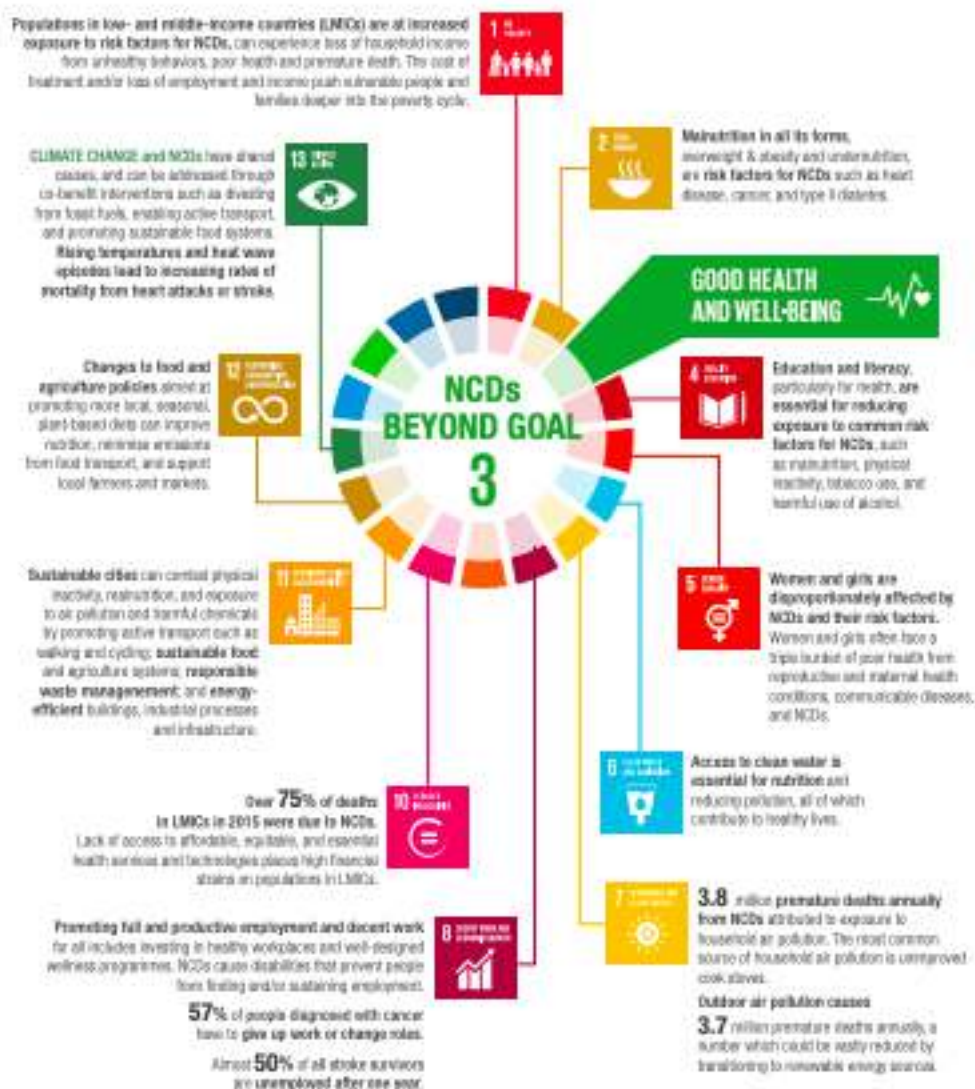 Populations in low- and middle-income countries (LMICs) are at increased
exposure to risk factors for NCDs, can experience loss of household income
from unhealthy behaviors, poor health and premature death. The cost of
treatment and/or loss of employment and income push vulnerable people and
families deeper into the poverty cycle.
1 NO POVERTY
2 ZERO HUNGER
Malnutrition in all its forms,
overweight & obesity and undernutrition,
are risk factors for NCDs such as heart
disease, cancer, and type II diabetes.
CLIMATE CHANGE and NCDs have shared
causes, and can be addressed through
co-benefit interventions such as divesting
from fossil fuels, enabling active transport,
and promoting sustainable food systems.
Rising temperatures and heat wave
episodes lead to increasing rates of
mortality from heart attacks or stroke.
13
GOOD HEALTH
AND WELL-BEING
NCDs
BEYOND GOAL
3
Changes to food and
agriculture policies aimed at
promoting more local, seasonal,
plant-based diets can improve
nutrition, minimise emissions
from food transport, and support
local farmers and markets.
12
4
Education and literacy,
particularly for health, are
essential for reducing
exposure to common risk
factors for NCDs, such
as malnutrition, physical
inactivity, tobacco use, and
harmful use of alcohol.
Sustainable cities can combat physical
inactivity, malnutrition, and exposure
to air pollution and harmful chemicals
by promoting active transport such as
walking and cycling; sustainable food
and agriculture systems; responsible
waste managenement; and energy-
efficient buildings, industrial processes
and infrastructure.
11
5
Women and girls are
disproportionately affected by
NCDs and their risk factors.
Women and girls often face a
triple burden of poor health from
reproductive and maternal health
conditions, communicable diseases,
and NCDs.
6
Access to clean water is
essential for nutrition and
reducing pollution, all of which
contribute to healthy lives.
Over 75% of deaths
in LMICs in 2015 were due to NCDs.
Lack of access to affordable, equitable, and essential
health services and technologies places high financial
strains on populations in LMICs.
10
7
3.8 million premature deaths annually
from NCDs attributed to exposure to
household air pollution. The most common
source of household air pollution is unimproved
cook stoves.
Outdoor air pollution causes
3.7 million premature deaths annually, a
number which could be vastly reduced by
transitioning to renewable energy sources.
Promoting full and productive employment and decent work
for all includes investing in healthy workplaces and well-designed
wellness programmes. NCDs cause disabilities that prevent people
from finding and/or sustaining employment.
8
57% of people diagnosed with cancer
have to give up work or change roles.
Almost 50% of all stroke survivors
are unemployed after one year.